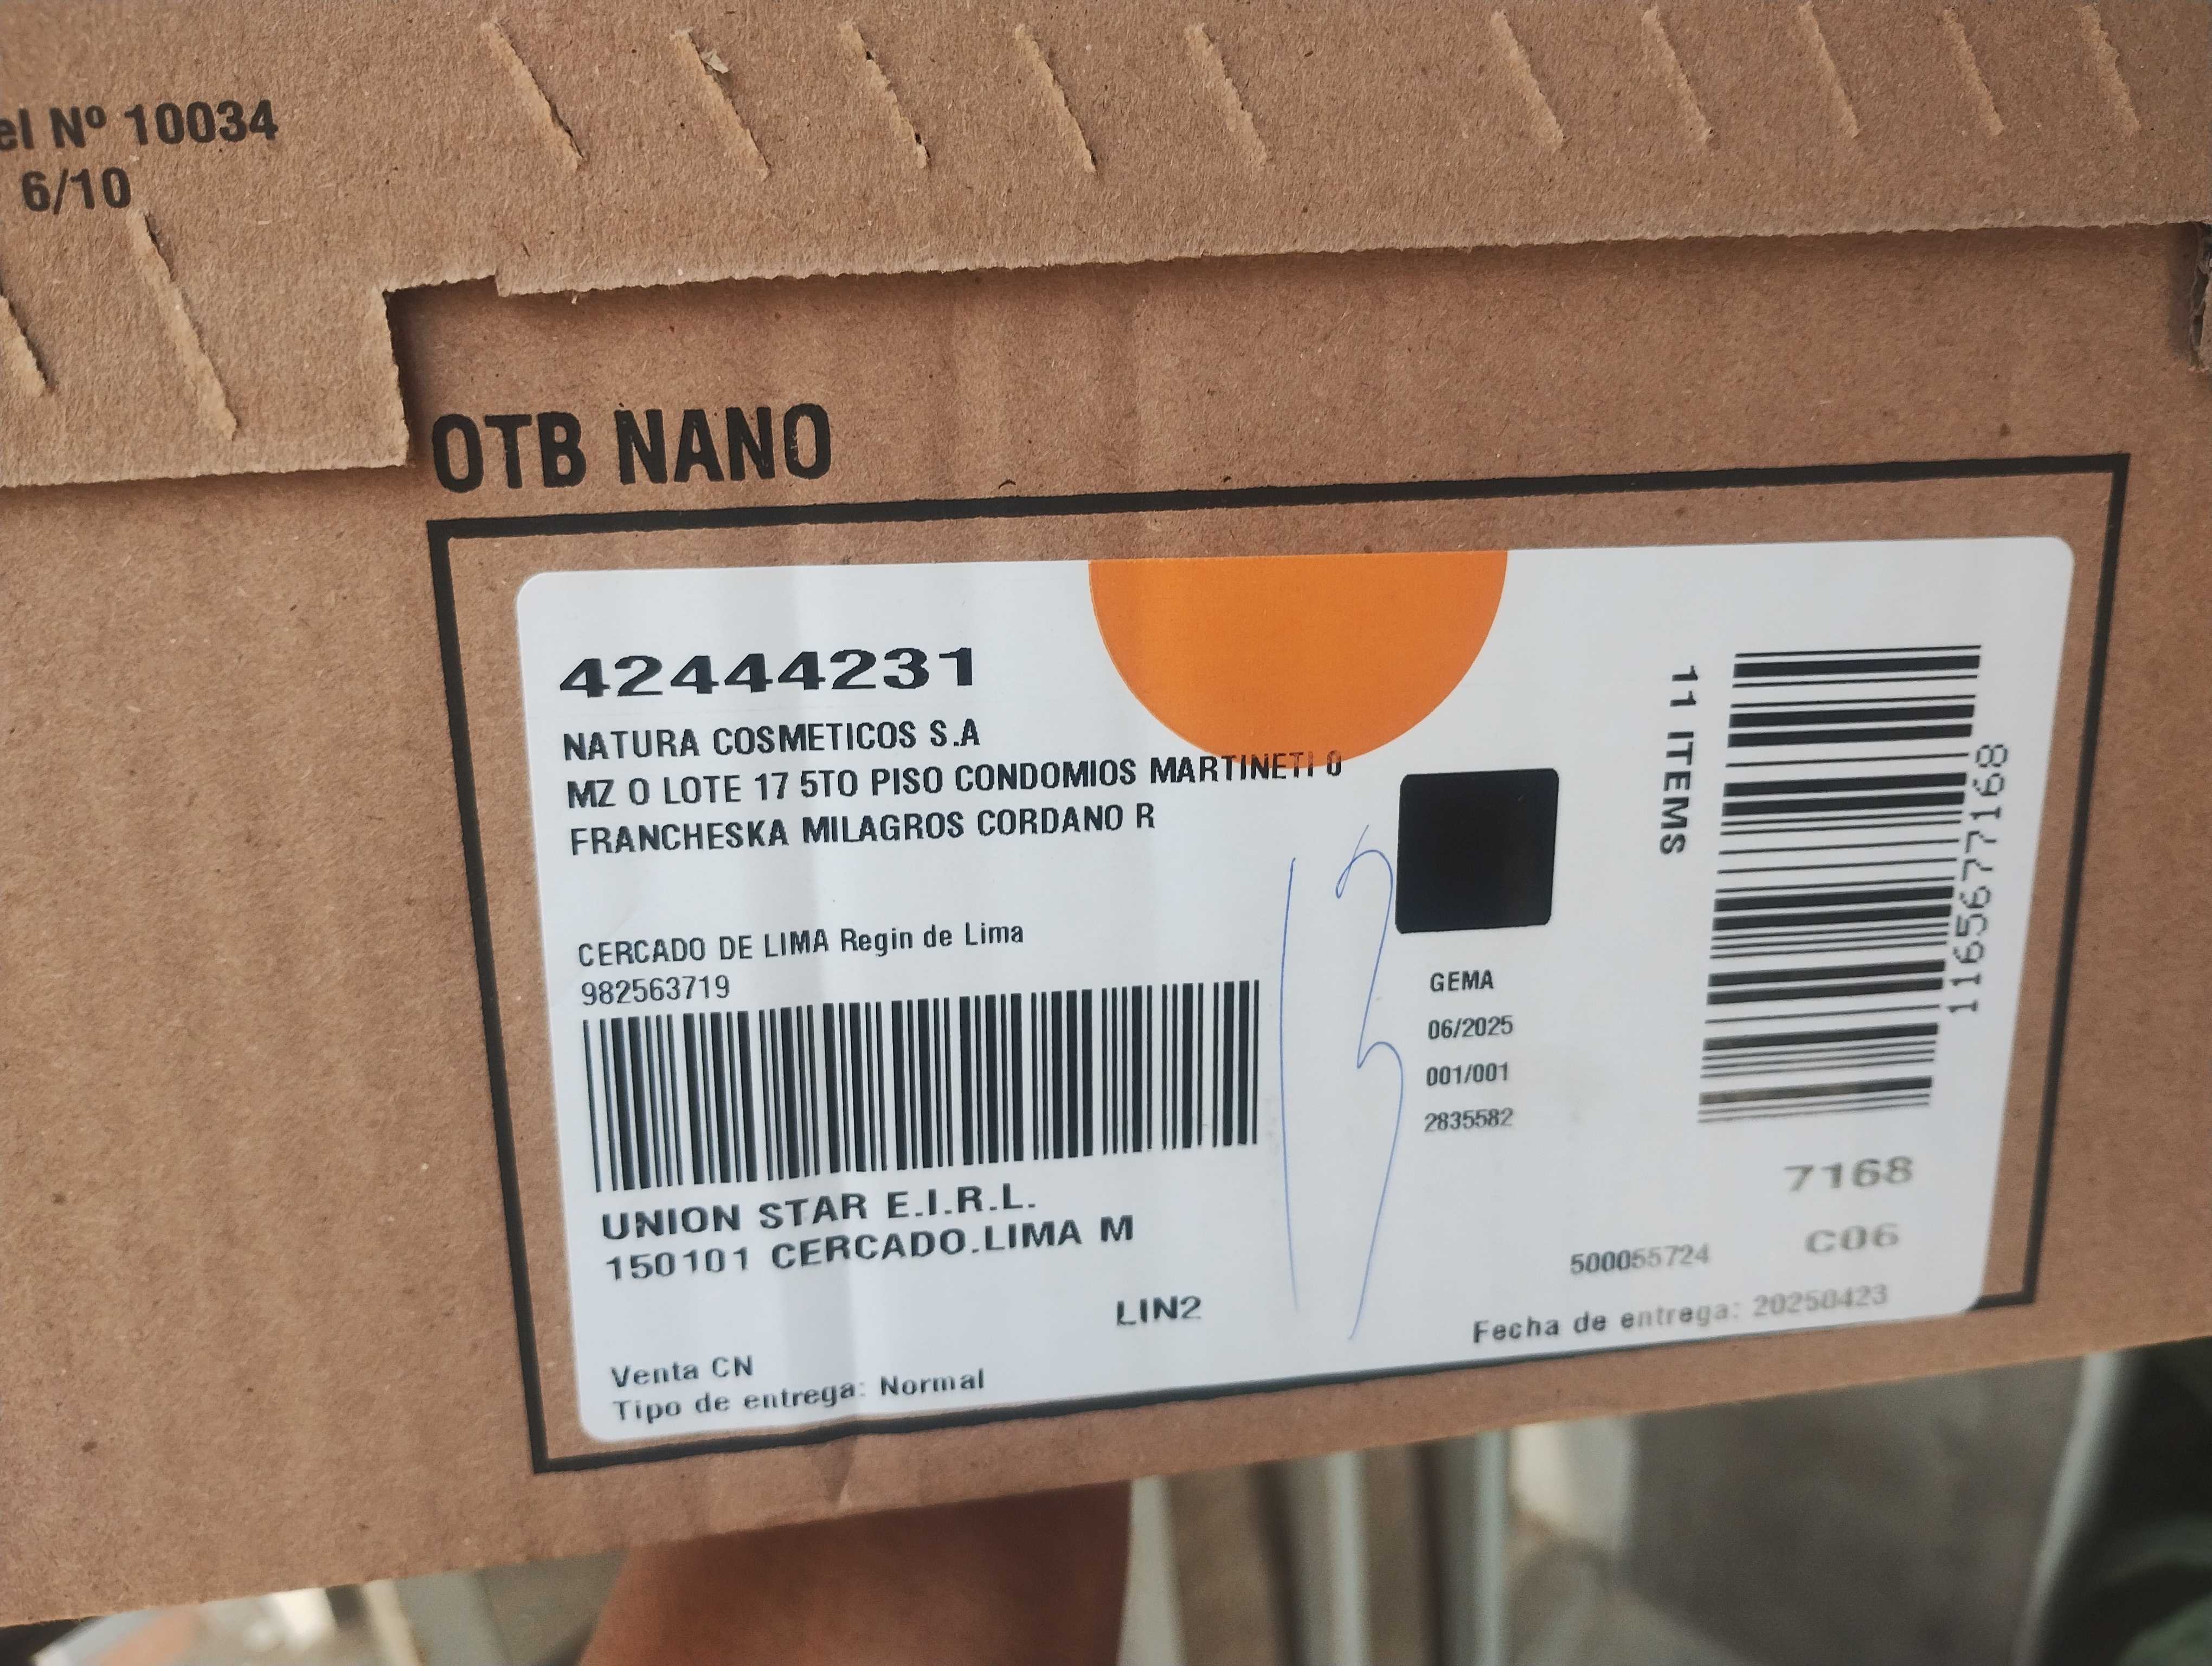 el Nº 10034
6/10
OTB NANO
42444231
NATURA COSMETICOS S.A
MZ O LOTE 17 5TO PISO CONDOMIOS MARTINETI 0
FRANCHESKA MILAGROS CORDANO R
CERCADO DE LIMA Regin de Lima
982563719
UNION STAR E.I.R.L.
150101 CERCADO.LIMA M
LIN2
Venta CN
Tipo de entrega: Normal
13
GEMA
06/2025
001/001
2835582
11 ITEMS
1165677168
7168
C06
500055724
Fecha de entrega: 20250423